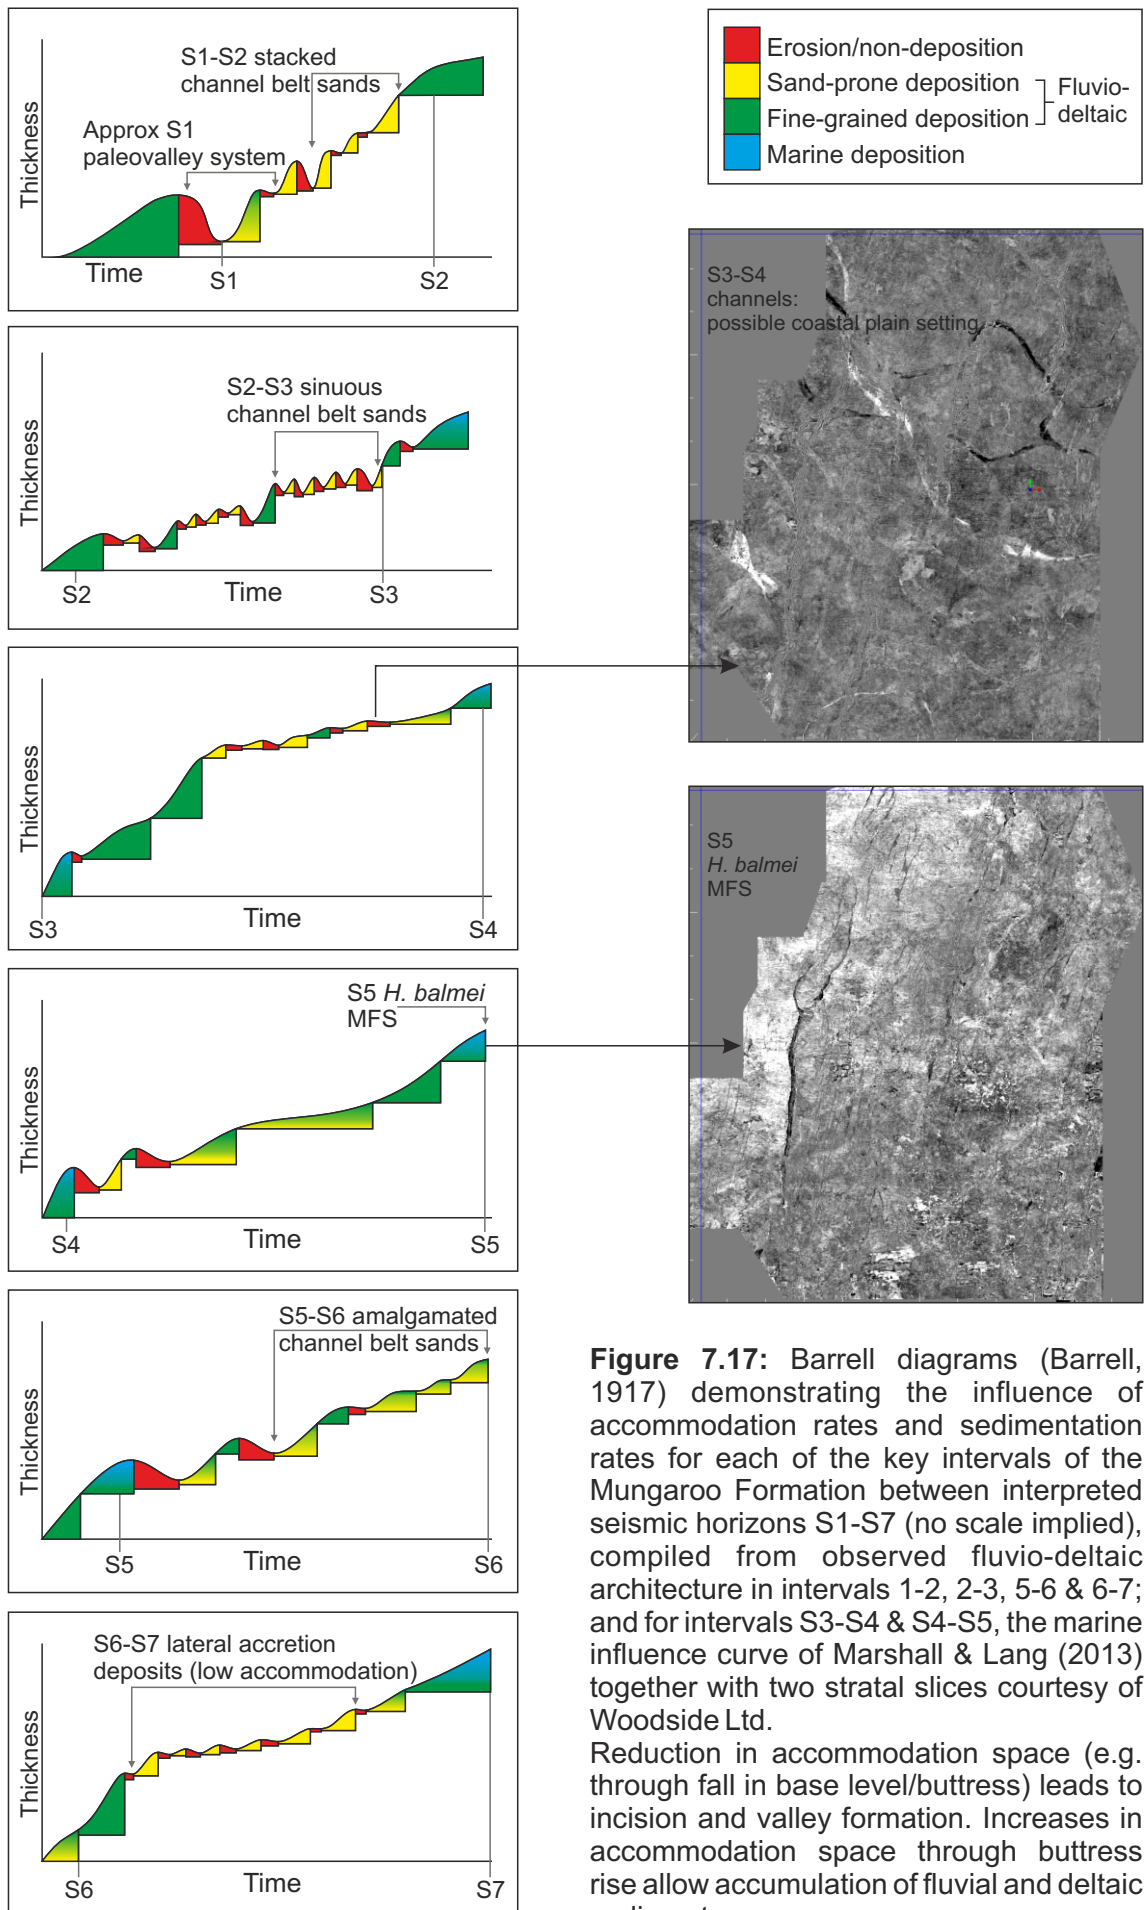 S1-S2 stacked
channel belt sands
Approx S1
paleovalley system
Thickness
Time
S1
S2
S2-S3 sinuous
channel belt sands
Thickness
S2
Time
S3
Thickness
Time
S3
S4
S5 H. balmei
MFS
Thickness
S4
Time
S5
S5-S6 amalgamated
channel belt sands
Thickness
S5
Time
S6
S6-S7 lateral accretion
deposits (low accommodation)
Thickness
S6
Time
S7
Erosion/non-deposition
Sand-prone deposition
Fine-grained deposition
Marine deposition
Fluvio-
deltaic
S3-S4
channels:
possible coastal plain setting
S5
H. balmei
MFS
Figure 7.17: Barrell diagrams (Barrell,
1917) demonstrating the influence of
accommodation rates and sedimentation
rates for each of the key intervals of the
Mungaroo Formation between interpreted
seismic horizons S1-S7 (no scale implied),
compiled from observed fluvio-deltaic
architecture in intervals 1-2, 2-3, 5-6 & 6-7;
and for intervals S3-S4 & S4-S5, the marine
influence curve of Marshall & Lang (2013)
together with two stratal slices courtesy of
Woodside Ltd.
Reduction in accommodation space (e.g.
through fall in base level/buttress) leads to
incision and valley formation. Increases in
accommodation space through buttress
rise allow accumulation of fluvial and deltaic